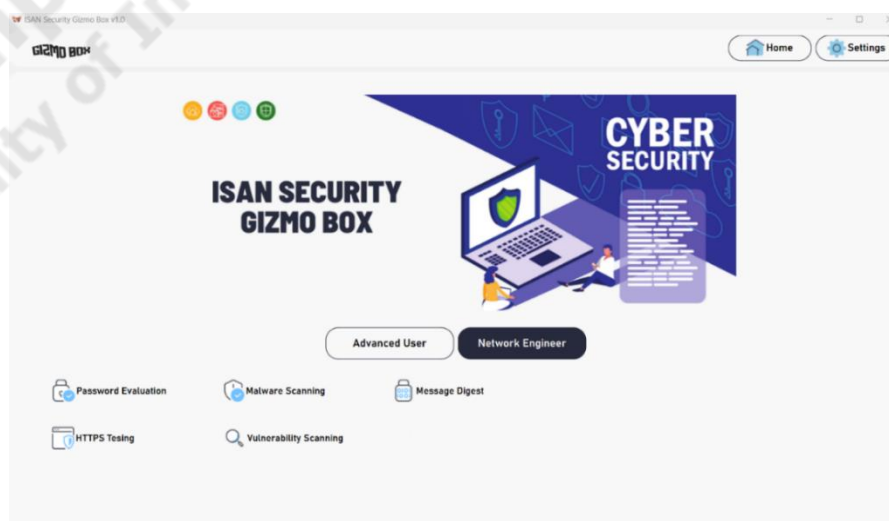 ISAN Security Gizmo Box v1.0
GIZMO BOX
Home
Settings
CYBER
SECURITY
ISAN SECURITY
GIZMO BOX
Advanced User
Network Engineer
Password Evaluation
Malware Scanning
Message Digest
HTTPS Tesing
Vulnerability Scanning